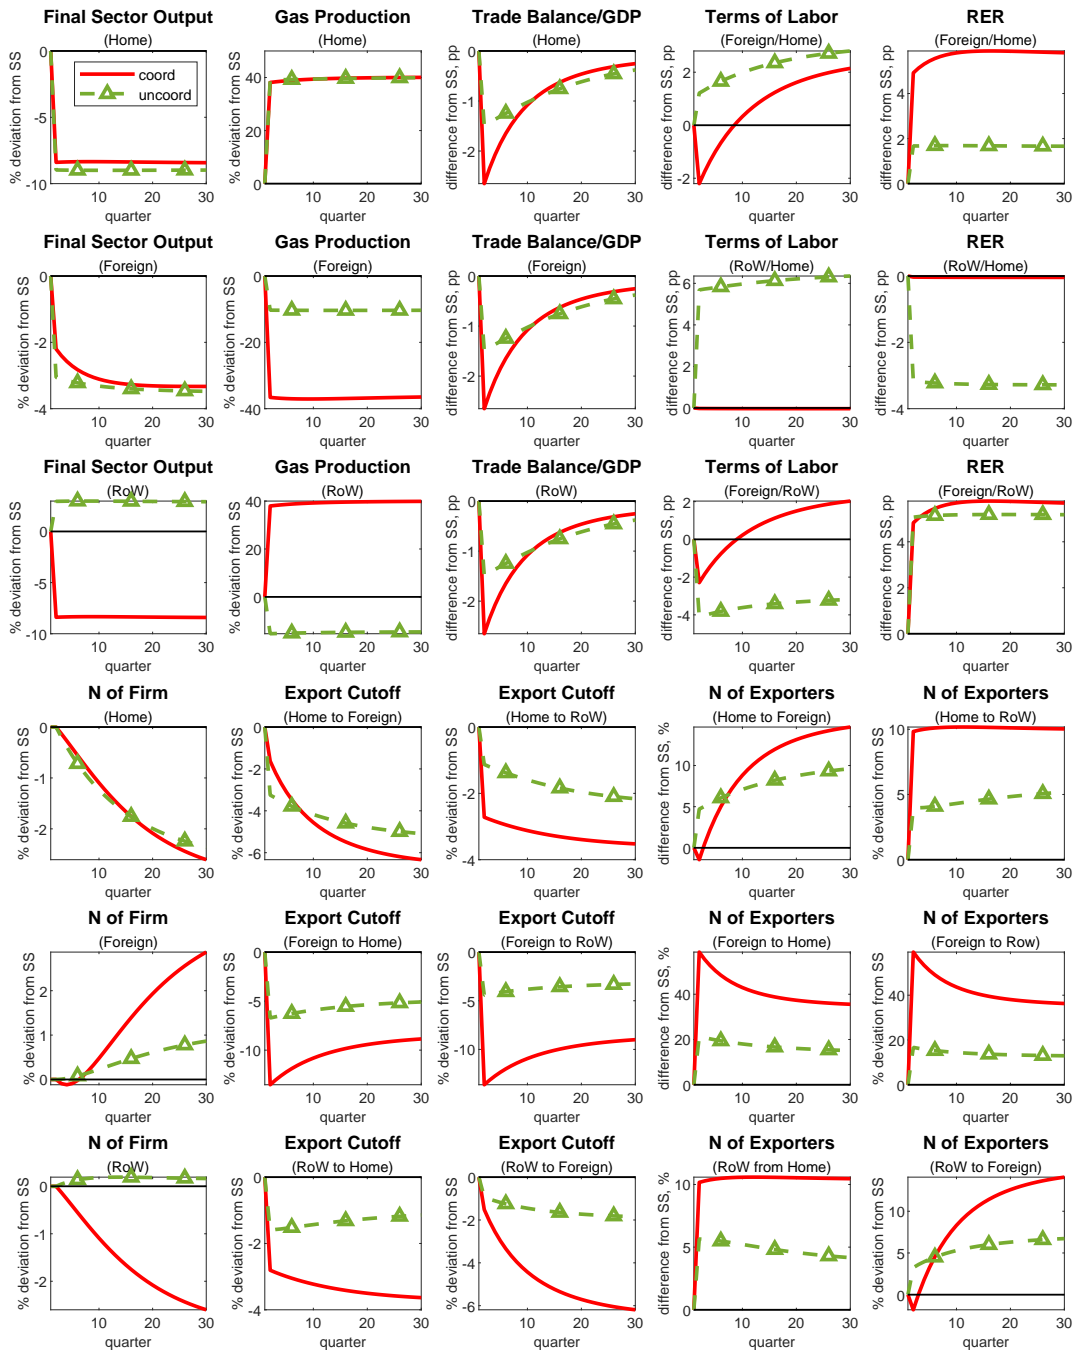 Final Sector Output
(Home)
% deviation from SS
0
-5
-10
10
20
30
quarter
coord
uncoord
Gas Production
(Home)
% deviation from SS
40
20
0
10
20
30
quarter
Trade Balance/GDP
(Home)
difference from SS, pp
0
-1
-2
10
20
30
quarter
Terms of Labor
(Foreign/Home)
difference from SS, pp
2
0
-2
10
20
30
quarter
RER
(Foreign/Home)
% deviation from SS
6
4
2
0
10
20
30
quarter
Final Sector Output
(Foreign)
% deviation from SS
0
-2
-4
10
20
30
quarter
Gas Production
(Foreign)
% deviation from SS
0
-20
-40
10
20
30
quarter
Trade Balance/GDP
(Foreign)
difference from SS, pp
0
-1
-2
10
20
30
quarter
Terms of Labor
(RoW/Home)
difference from SS, pp
6
4
2
0
10
20
30
quarter
RER
(RoW/Home)
% deviation from SS
0
-2
-4
10
20
30
quarter
Final Sector Output
(RoW)
% deviation from SS
0
-5
-10
10
20
30
quarter
Gas Production
(RoW)
% deviation from SS
40
20
0
10
20
30
quarter
Trade Balance/GDP
(RoW)
difference from SS, pp
0
-1
-2
10
20
30
quarter
Terms of Labor
(Foreign/RoW)
difference from SS, pp
2
0
-2
-4
10
20
30
quarter
RER
(Foreign/RoW)
% deviation from SS
4
2
0
10
20
30
quarter
N of Firm
(Home)
% deviation from SS
0
-1
-2
10
20
30
quarter
Export Cutoff
(Home to Foreign)
% deviation from SS
0
-2
-4
-6
10
20
30
quarter
Export Cutoff
(Home to RoW)
% deviation from SS
0
-2
-4
10
20
30
quarter
N of Exporters
(Home to Foreign)
difference from SS, %
10
5
0
10
20
30
quarter
N of Exporters
(Home to RoW)
% deviation from SS
10
5
0
10
20
30
quarter
N of Firm
(Foreign)
% deviation from SS
2
1
0
10
20
30
quarter
Export Cutoff
(Foreign to Home)
% deviation from SS
0
-5
-10
10
20
30
quarter
Export Cutoff
(Foreign to RoW)
% deviation from SS
0
-5
-10
10
20
30
quarter
N of Exporters
(Foreign to Home)
difference from SS, %
40
20
0
10
20
30
quarter
N of Exporters
(Foreign to Row)
% deviation from SS
40
20
0
10
20
30
quarter
N of Firm
(RoW)
% deviation from SS
0
-1
-2
10
20
30
quarter
Export Cutoff
(RoW to Home)
% deviation from SS
0
-2
-4
10
20
30
quarter
Export Cutoff
(RoW to Foreign)
% deviation from SS
0
-2
-4
-6
10
20
30
quarter
N of Exporters
(RoW from Home)
difference from SS, %
10
5
0
10
20
30
quarter
N of Exporters
(RoW to Foreign)
% deviation from SS
10
5
0
10
20
30
quarter